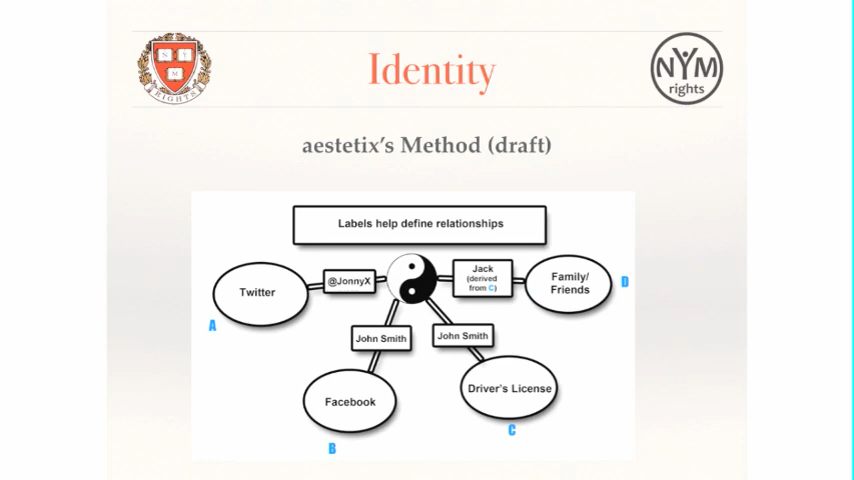 Identity
N Y
M
RIGHTS
NYM
rights
aestetix's Method (draft)
Labels help define relationships
Twitter
@JonnyX
Jack
(derived
from C)
Family/
Friends
D
A
John Smith
John Smith
Facebook
Driver's License
B
C